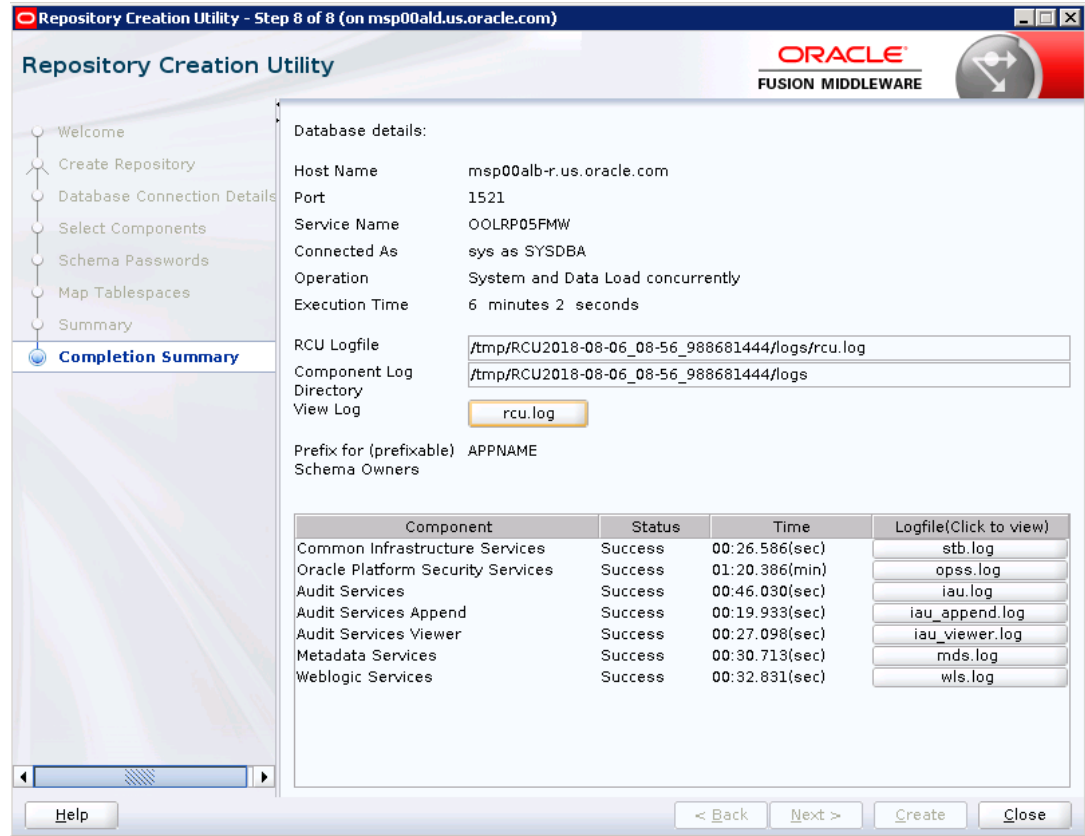 Repository Creation Utility - Step 8 of 8 (on msp00ald.us.oracle.com)
Repository Creation Utility
ORACLE
FUSION MIDDLEWARE
Welcome
Create Repository
Database Connection Details
Select Components
Schema Passwords
Map Tablespaces
Summary
Completion Summary
Database details:
Host Name msp00alb-r.us.oracle.com
Port 1521
Service Name OOLRP05FMW
Connected As sys as SYSDBA
Operation System and Data Load concurrently
Execution Time 6 minutes 2 seconds
RCU Logfile /tmp/RCU2018-08-06_08-56_988681444/logs/rcu.log
Component Log /tmp/RCU2018-08-06_08-56_988681444/logs
Directory
View Log rcu.log
Prefix for (prefixable) APPNAME
Schema Owners
Component Status Time Logfile(Click to view)
Common Infrastructure Services Success 00:26.586(sec) stb.log
Oracle Platform Security Services Success 01:20.386(min) opss.log
Audit Services Success 00:46.030(sec) iau.log
Audit Services Append Success 00:19.933(sec) iau_append.log
Audit Services Viewer Success 00:27.098(sec) iau_viewer.log
Metadata Services Success 00:30.713(sec) mds.log
Weblogic Services Success 00:32.831(sec) wls.log
Help < Back Next > Create Close